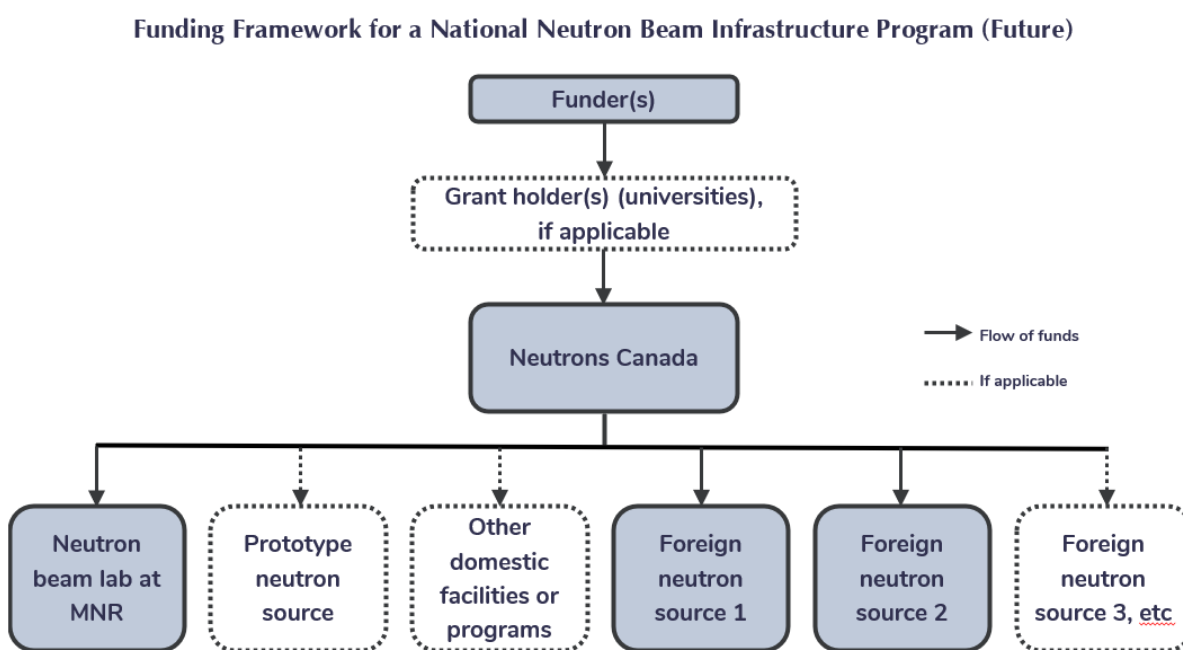 Funding Framework for a National Neutron Beam Infrastructure Program (Future)
Funder(s)
Grant holder(s) (universities),
if applicable
Neutrons Canada
Flow of funds
If applicable
Neutron
beam lab at
MNR
Prototype
neutron
source
Other
domestic
facilities or
programs
Foreign
neutron
source 1
Foreign
neutron
source 2
Foreign
neutron
source 3, etc